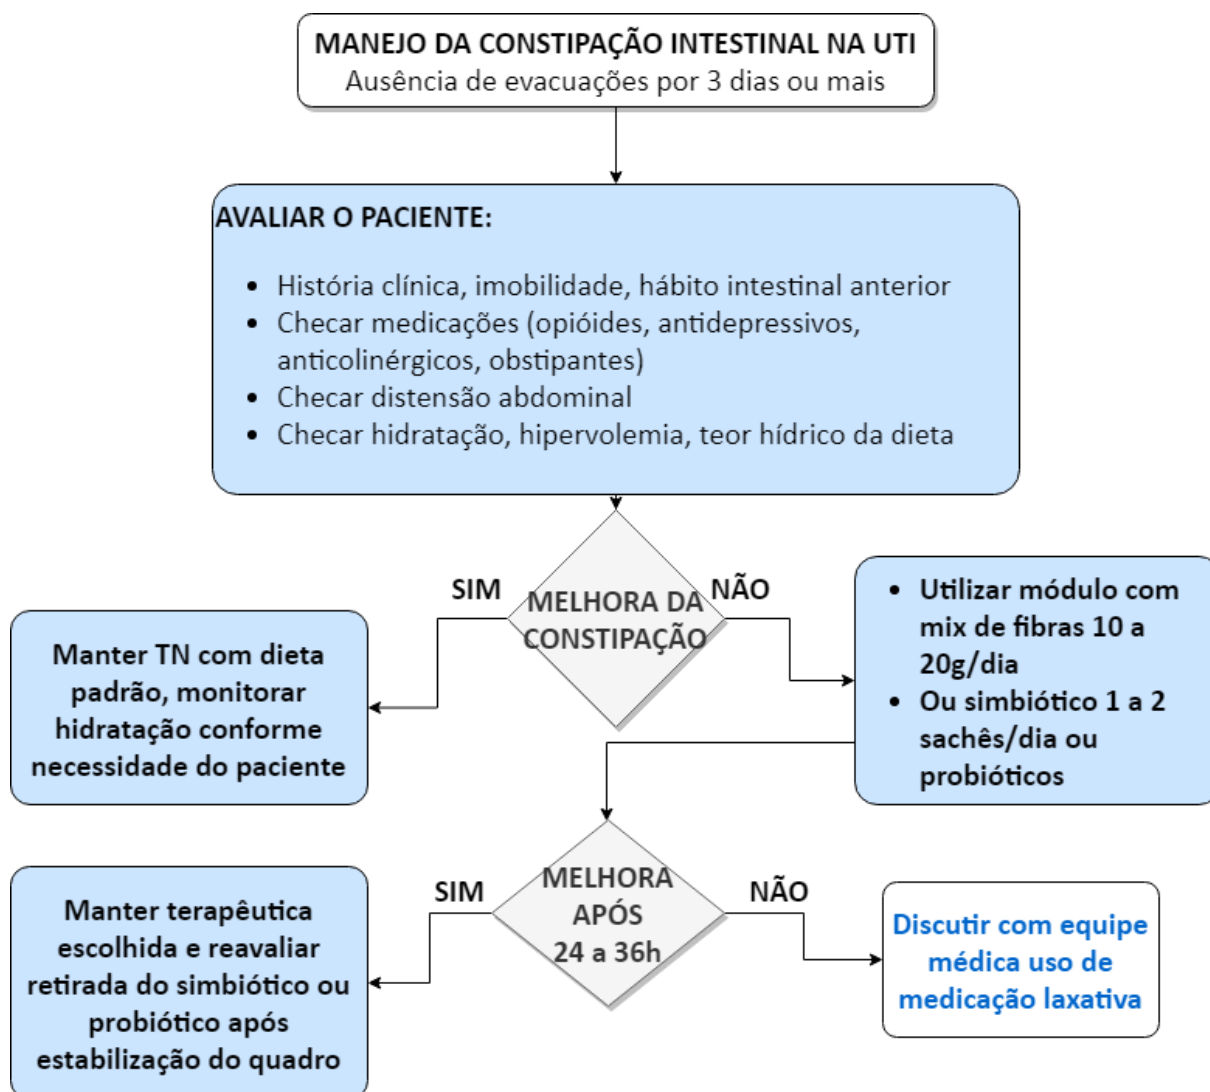 MANEJO DA CONSTIPAÇÃO INTESTINAL NA UTI
Ausência de evacuações por 3 dias ou mais
AVALIAR O PACIENTE:
• História clínica, imobilidade, hábito intestinal anterior
• Checar medicações (opióides, antidepressivos,
anticolinérgicos, obstipantes)
• Checar distensão abdominal
• Checar hidratação, hipervolemia, teor hídrico da dieta
SIM
MELHORA DA
CONSTIPAÇÃO
NÃO
Manter TN com dieta
padrão, monitorar
hidratação conforme
necessidade do paciente
• Utilizar módulo com
mix de fibras 10 a
20g/dia
• Ou simbiótico 1 a 2
sachês/dia ou
probióticos
SIM
MELHORA
APÓS
24 a 36h
NÃO
Manter terapêutica
escolhida e reavaliar
retirada do simbiótico ou
probiótico após
estabilização do quadro
Discutir com equipe
médica uso de
medicação laxativa